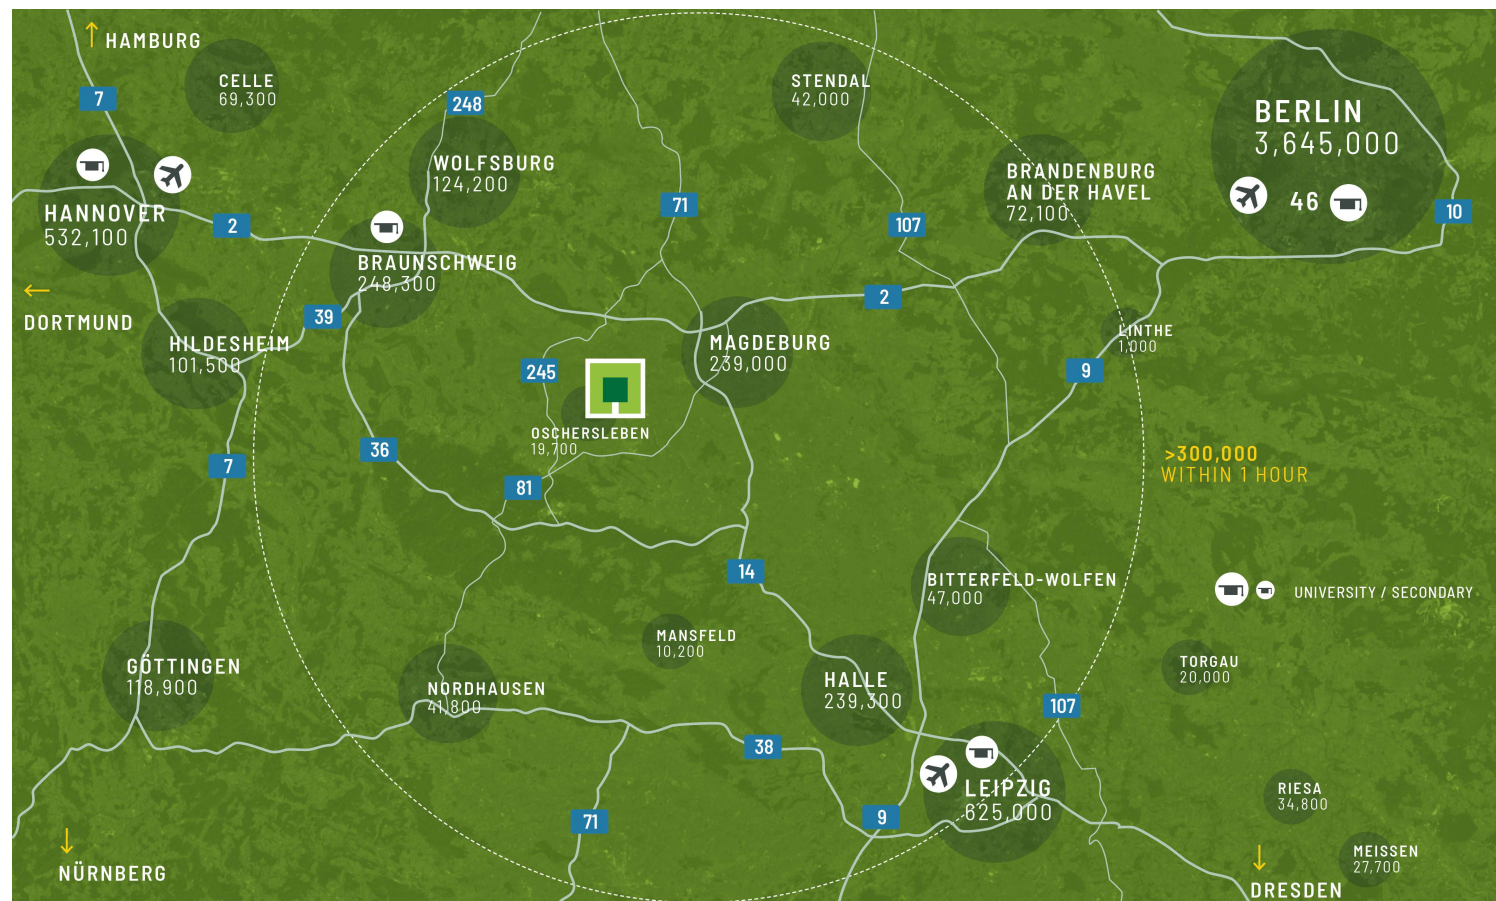 HAMBURG
CELLE
69,300
7
248
STENDAL
42,000
BERLIN
3,645,000
46
10
WOLFSBURG
124,200
BRANDENBURG
AN DER HAVEL
72,100
HANNOVER
532,100
2
71
107
BRAUNSCHWEIG
248,300
DORTMUND
39
2
HILDESHEIM
101,500
MAGDEBURG
239,000
LINTHE
1,000
245
9
OSCHERSLEBEN
19,700
36
7
81
>300,000
WITHIN 1 HOUR
14
BITTERFELD-WOLFEN
47,000
UNIVERSITY / SECONDARY
MANSFELD
10,200
GÖTTINGEN
118,900
NORDHAUSEN
41,800
HALLE
239,300
TORGAU
20,000
107
38
LEIPZIG
625,000
RIESA
34,800
71
9
NÜRNBERG
MEISSEN
27,700
DRESDEN